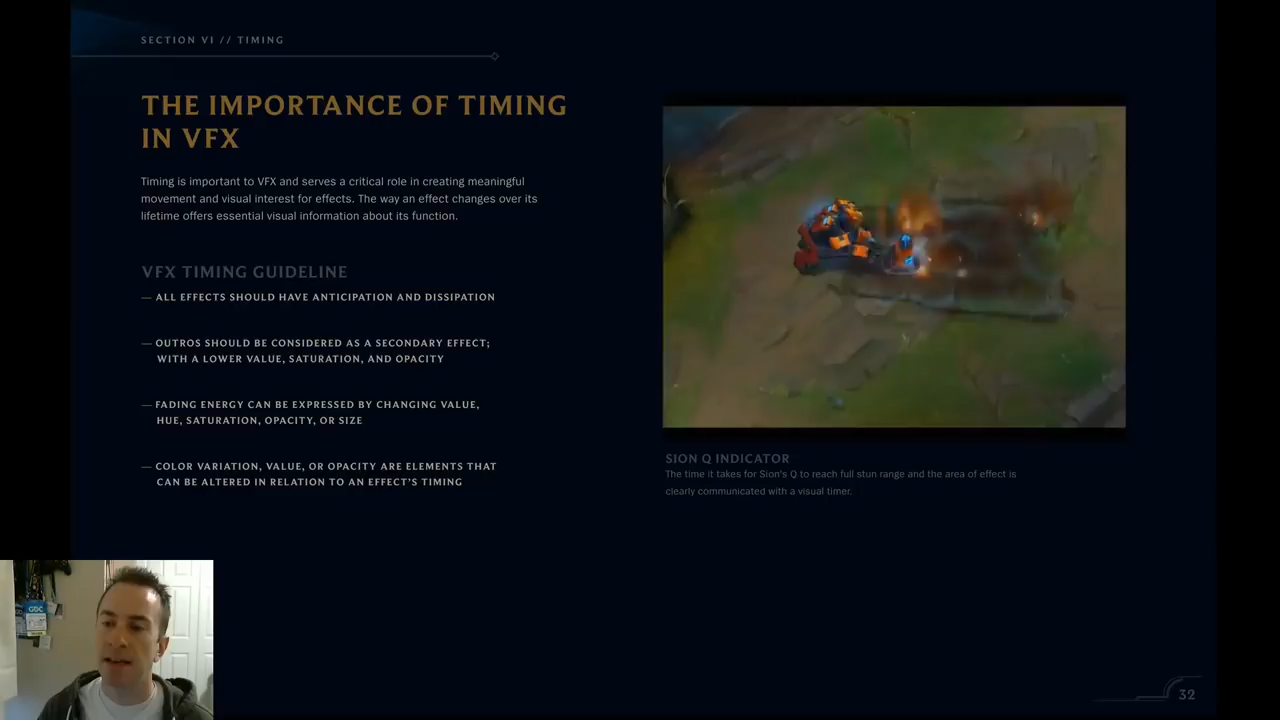 SECTION VI // TIMING
THE IMPORTANCE OF TIMING
IN VFX
Timing is important to VFX and serves a critical role in creating meaningful
movement and visual interest for effects. The way an effect changes over its
lifetime offers essential visual information about its function.
VFX TIMING GUIDELINE
— ALL EFFECTS SHOULD HAVE ANTICIPATION AND DISSIPATION
— OUTROS SHOULD BE CONSIDERED AS A SECONDARY EFFECT;
WITH A LOWER VALUE, SATURATION, AND OPACITY
— FADING ENERGY CAN BE EXPRESSED BY CHANGING VALUE,
HUE, SATURATION, OPACITY, OR SIZE
— COLOR VARIATION, VALUE, OR OPACITY ARE ELEMENTS THAT
CAN BE ALTERED IN RELATION TO AN EFFECT'S TIMING
SION Q INDICATOR
The time it takes for Sion's Q to reach full stun range and the area of effect is
clearly communicated with a visual timer.
GDC
32